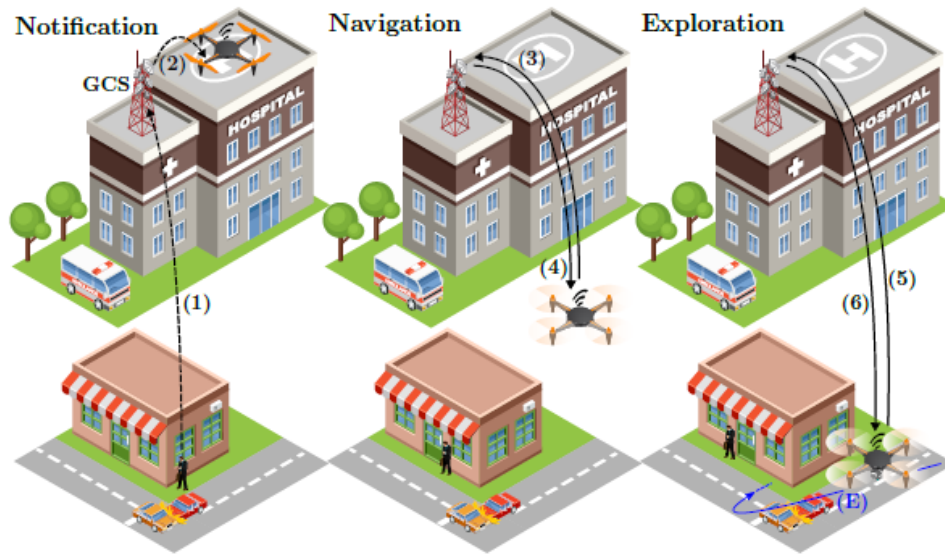 Notification
GCS
(2)
HOSPITAL
(1)
Navigation
(3)
HOSPITAL
(4)
Exploration
HOSPITAL
(5)
(6)
(E)